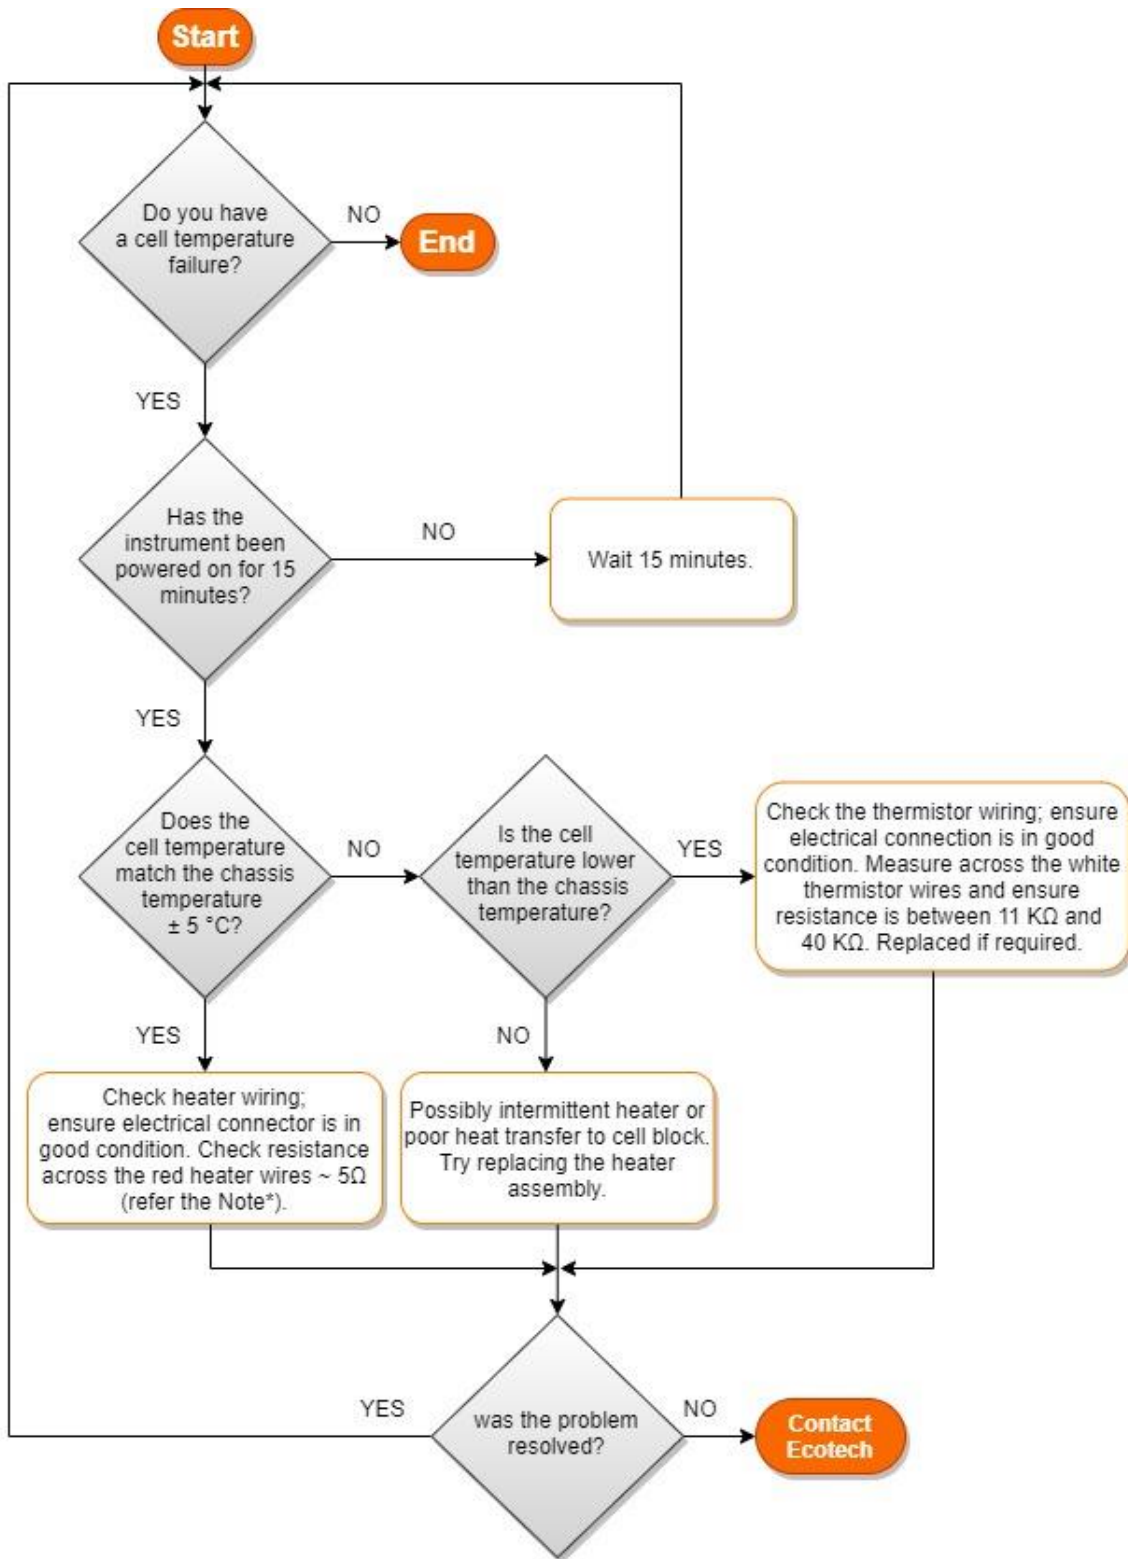 Start
Do you have
a cell temperature
failure?
NO
End
YES
Has the
instrument been
powered on for 15
minutes?
NO
Wait 15 minutes.
YES
Does the
cell temperature
match the chassis
temperature
± 5 °C?
NO
Is the cell
temperature lower
than the chassis
temperature?
YES
Check the thermistor wiring; ensure
electrical connection is in good
condition. Measure across the white
thermistor wires and ensure
resistance is between 11 KΩ and
40 KΩ. Replaced if required.
YES
NO
Check heater wiring;
ensure electrical connector is in
good condition. Check resistance
across the red heater wires ~ 5Ω
(refer the Note*).
Possibly intermittent heater or
poor heat transfer to cell block.
Try replacing the heater
assembly.
YES
was the problem
resolved?
NO
Contact
Ecotech